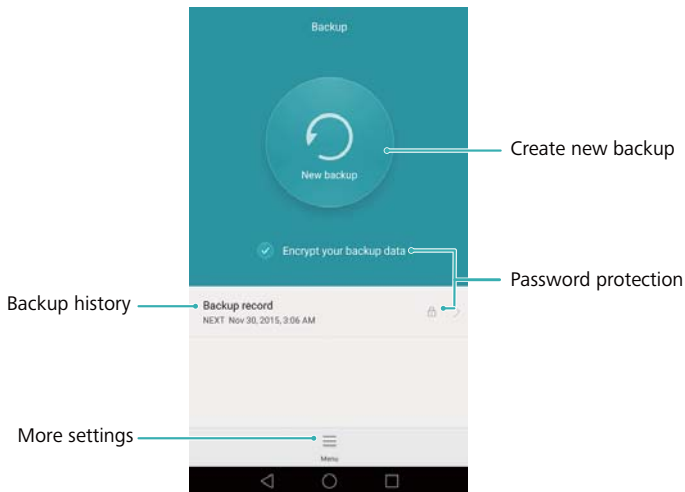 Backup
New backup
Create new backup
Encrypt your backup data
Password protection
Backup history
Backup record
NEXT Nov 30, 2015, 3:06 AM
More settings
Menu